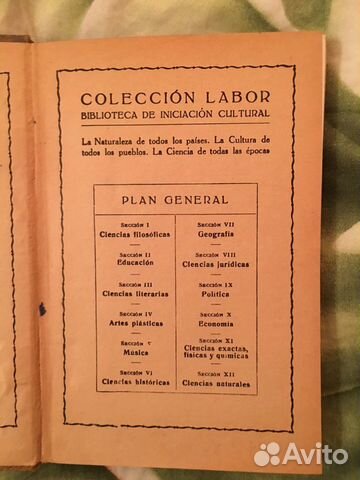 COLECCIÓN LABOR
BIBLIOTECA DE INICIACIÓN CULTURAL
La Naturaleza de todos los países. La Cultura de
todos los pueblos. La Ciencia de todas las épocas
PLAN GENERAL
SECCIÓN I
Ciencias filosóficas
SECCIÓN II
Educación
SECCIÓN III
Ciencias literarias
SECCIÓN IV
Artes plásticas
SECCIÓN V
Música
SECCIÓN VI
Ciencias históricas
SECCIÓN VII
Geografía
SECCIÓN VIII
Ciencias jurídicas
SECCIÓN IX
Política
SECCIÓN X
Economía
SECCIÓN XI
Ciencias exactas,
físicas y químicas
SECCIÓN XII
Ciencias naturales
Avito